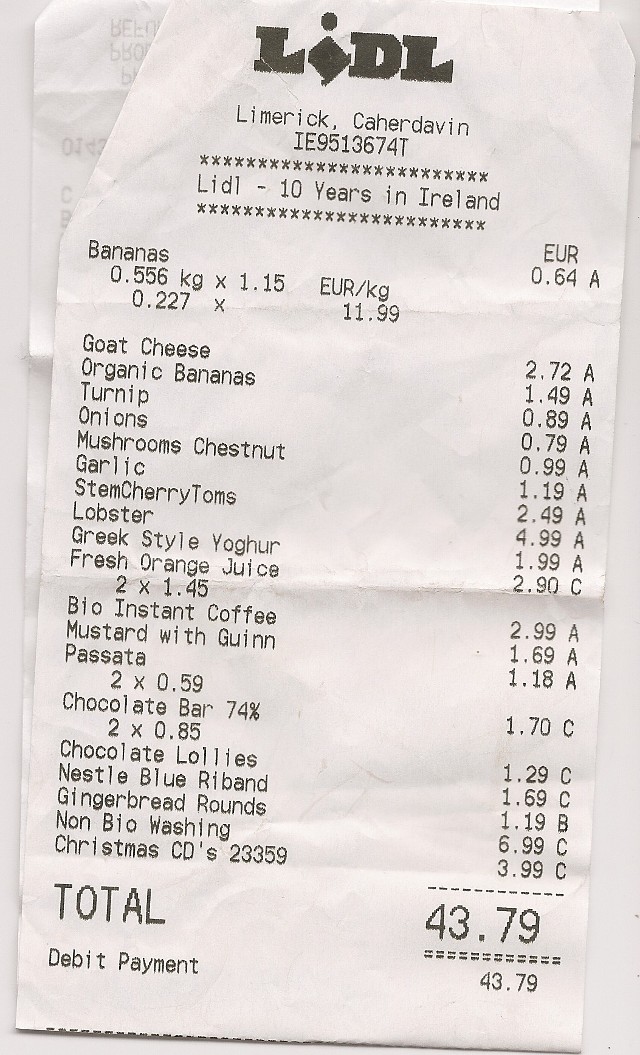 LIDL
Limerick, Caherdavin
IE9513674T
*************************
Lidl - 10 Years in Ireland
*************************
EUR
Bananas 0.64 A
0.556 kg x 1.15 EUR/kg
0.227 x 11.99
Goat Cheese 2.72 A
Organic Bananas 1.49 A
Turnip 0.89 A
Onions 0.79 A
Mushrooms Chestnut 0.99 A
Garlic 1.19 A
StemCherryToms 2.49 A
Lobster 4.99 A
Greek Style Yoghur 1.99 A
Fresh Orange Juice 2.90 C
2 x 1.45
Bio Instant Coffee 2.99 A
Mustard with Guinn 1.69 A
Passata 1.18 A
2 x 0.59
Chocolate Bar 74% 1.70 C
2 x 0.85
Chocolate Lollies 1.29 C
Nestle Blue Riband 1.69 C
Gingerbread Rounds 1.19 B
Non Bio Washing 6.99 C
Christmas CD's 23359 3.99 C
------------
TOTAL 43.79
============
Debit Payment 43.79